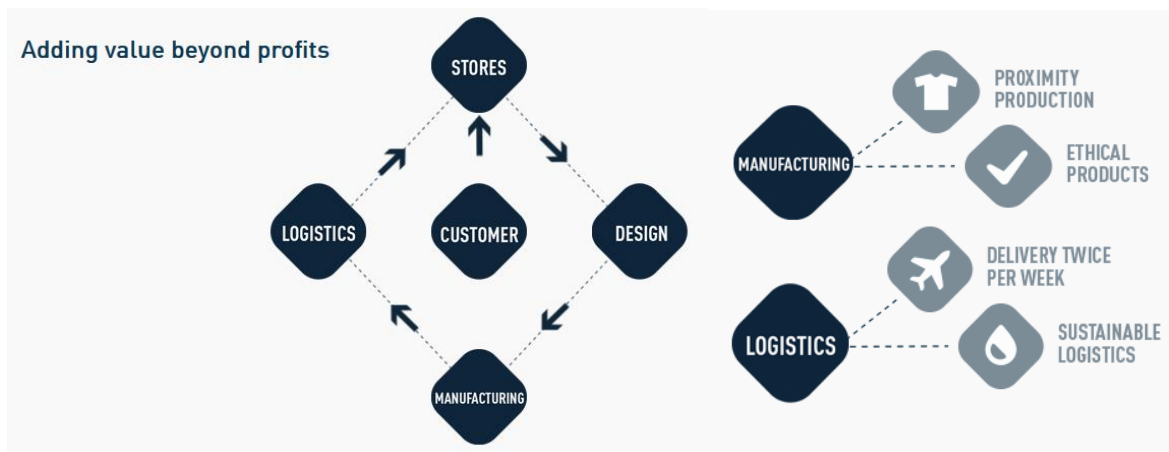 Adding value beyond profits
STORES
LOGISTICS
CUSTOMER
DESIGN
MANUFACTURING
MANUFACTURING
PROXIMITY
PRODUCTION
ETHICAL
PRODUCTS
LOGISTICS
DELIVERY TWICE
PER WEEK
SUSTAINABLE
LOGISTICS